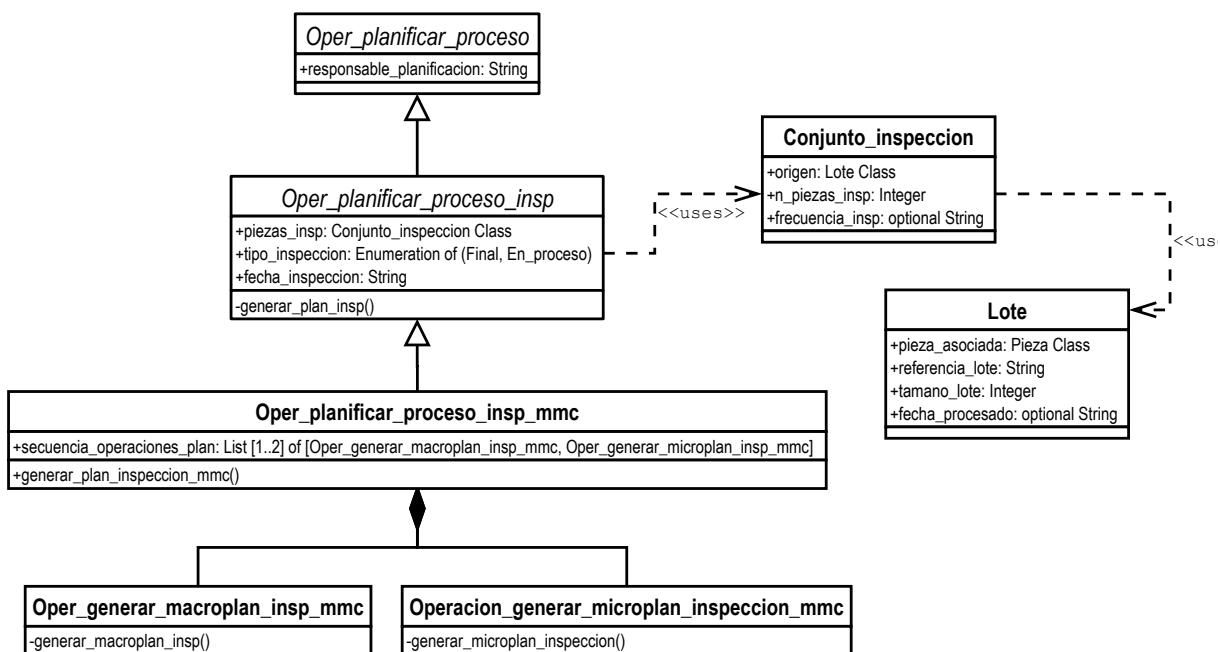 Oper_planificar_proceso
+responsable_planificacion: String
Oper_planificar_proceso_insp
+piezas_insp: Conjunto_inspeccion Class
+tipo_inspeccion: Enumeration of (Final, En_proceso)
+fecha_inspeccion: String
-generar_plan_insp()
<<uses>>
Conjunto_inspeccion
+origen: Lote Class
+n_piezas_insp: Integer
+frecuencia_insp: optional String
<<us
Lote
+pieza_asociada: Pieza Class
+referencia_lote: String
+tamano_lote: Integer
+fecha_procesado: optional String
Oper_planificar_proceso_insp_mmc
+secuencia_operaciones_plan: List [1..2] of [Oper_generar_macroplan_insp_mmc, Oper_generar_microplan_insp_mmc]
+generar_plan_inspeccion_mmc()
Oper_generar_macroplan_insp_mmc
-generar_macroplan_insp()
Operacion_generar_microplan_inspeccion_mmc
-generar_microplan_inspeccion()